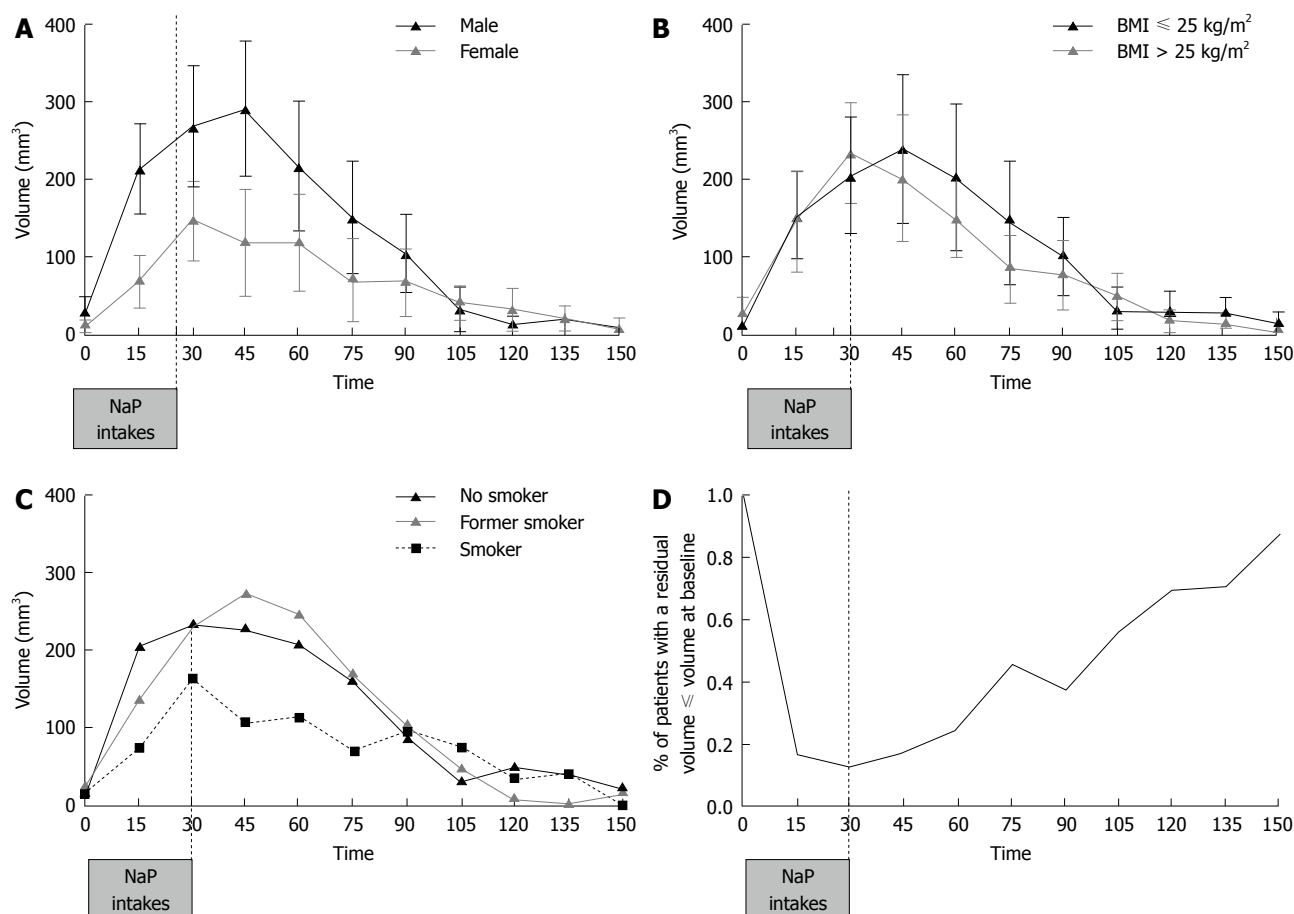 A
Male
Female
Volume (mm³)
400
300
200
100
0
0 15 30 45 60 75 90 105 120 135 150
Time
NaP
intakes
B
BMI ≤ 25 kg/m²
BMI > 25 kg/m²
Volume (mm³)
400
300
200
100
0
0 15 30 45 60 75 90 105 120 135 150
Time
NaP
intakes
C
No smoker
Former smoker
Smoker
Volume (mm³)
400
300
200
100
0
0 15 30 45 60 75 90 105 120 135 150
Time
NaP
intakes
D
% of patients with a residual
volume ≤ volume at baseline
1.0
0.8
0.6
0.4
0.2
0.0
0 15 30 45 60 75 90 105 120 135 150
Time
NaP
intakes